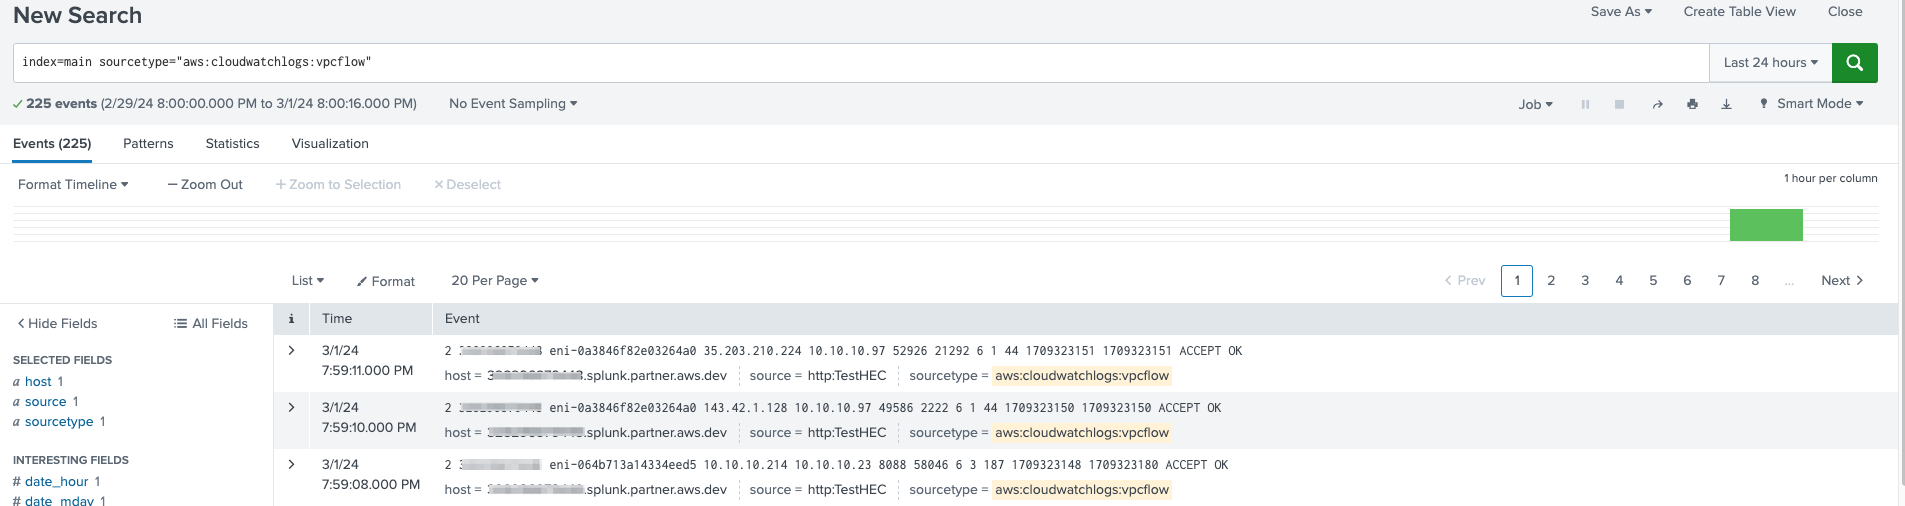 New Search
Save As Create Table View Close
index=main sourcetype="aws:cloudwatchlogs:vpcflow"
Last 24 hours
225 events (2/29/24 8:00:00.000 PM to 3/1/24 8:00:16.000 PM) No Event Sampling
Job Smart Mode
Events (225) Patterns Statistics Visualization
Format Timeline — Zoom Out + Zoom to Selection × Deselect
1 hour per column
List Format 20 Per Page
< Prev 1 2 3 4 5 6 7 8 ... Next >
< Hide Fields All Fields
i Time Event
SELECTED FIELDS
a host 1
a source 1
a sourcetype 1
INTERESTING FIELDS
# date_hour 1
# date_mday 1
3/1/24
7:59:11.000 PM
2 eni-0a3846f82e03264a0 35.203.210.224 10.10.10.97 52926 21292 6 1 44 1709323151 1709323151 ACCEPT OK
host = .splunk.partner.aws.dev source = http:TestHEC sourcetype = aws:cloudwatchlogs:vpcflow
3/1/24
7:59:10.000 PM
2 eni-0a3846f82e03264a0 143.42.1.128 10.10.10.97 49586 2222 6 1 44 1709323150 1709323150 ACCEPT OK
host = .splunk.partner.aws.dev source = http:TestHEC sourcetype = aws:cloudwatchlogs:vpcflow
3/1/24
7:59:08.000 PM
2 eni-064b713a14334eed5 10.10.10.214 10.10.10.23 8088 58046 6 3 187 1709323148 1709323180 ACCEPT OK
host = .splunk.partner.aws.dev source = http:TestHEC sourcetype = aws:cloudwatchlogs:vpcflow